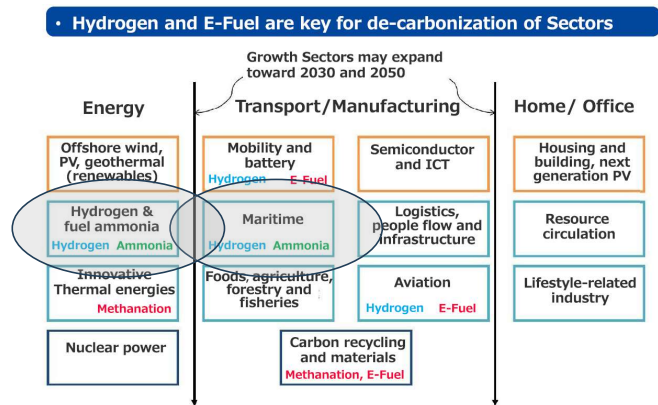 • Hydrogen and E-Fuel are key for de-carbonization of Sectors
Growth Sectors may expand
toward 2030 and 2050
Energy
Transport/Manufacturing
Home/ Office
Offshore wind,
PV, geothermal
(renewables)
Mobility and
battery
Hydrogen E-Fuel
Semiconductor
and ICT
Housing and
building, next
generation PV
Hydrogen &
fuel ammonia
Hydrogen Ammonia
Maritime
Hydrogen Ammonia
Logistics,
people flow and
infrastructure
Resource
circulation
Innovative
Thermal energies
Methanation
Foods, agriculture,
forestry and
fisheries
Aviation
Hydrogen E-Fuel
Lifestyle-related
industry
Nuclear power
Carbon recycling
and materials
Methanation, E-Fuel